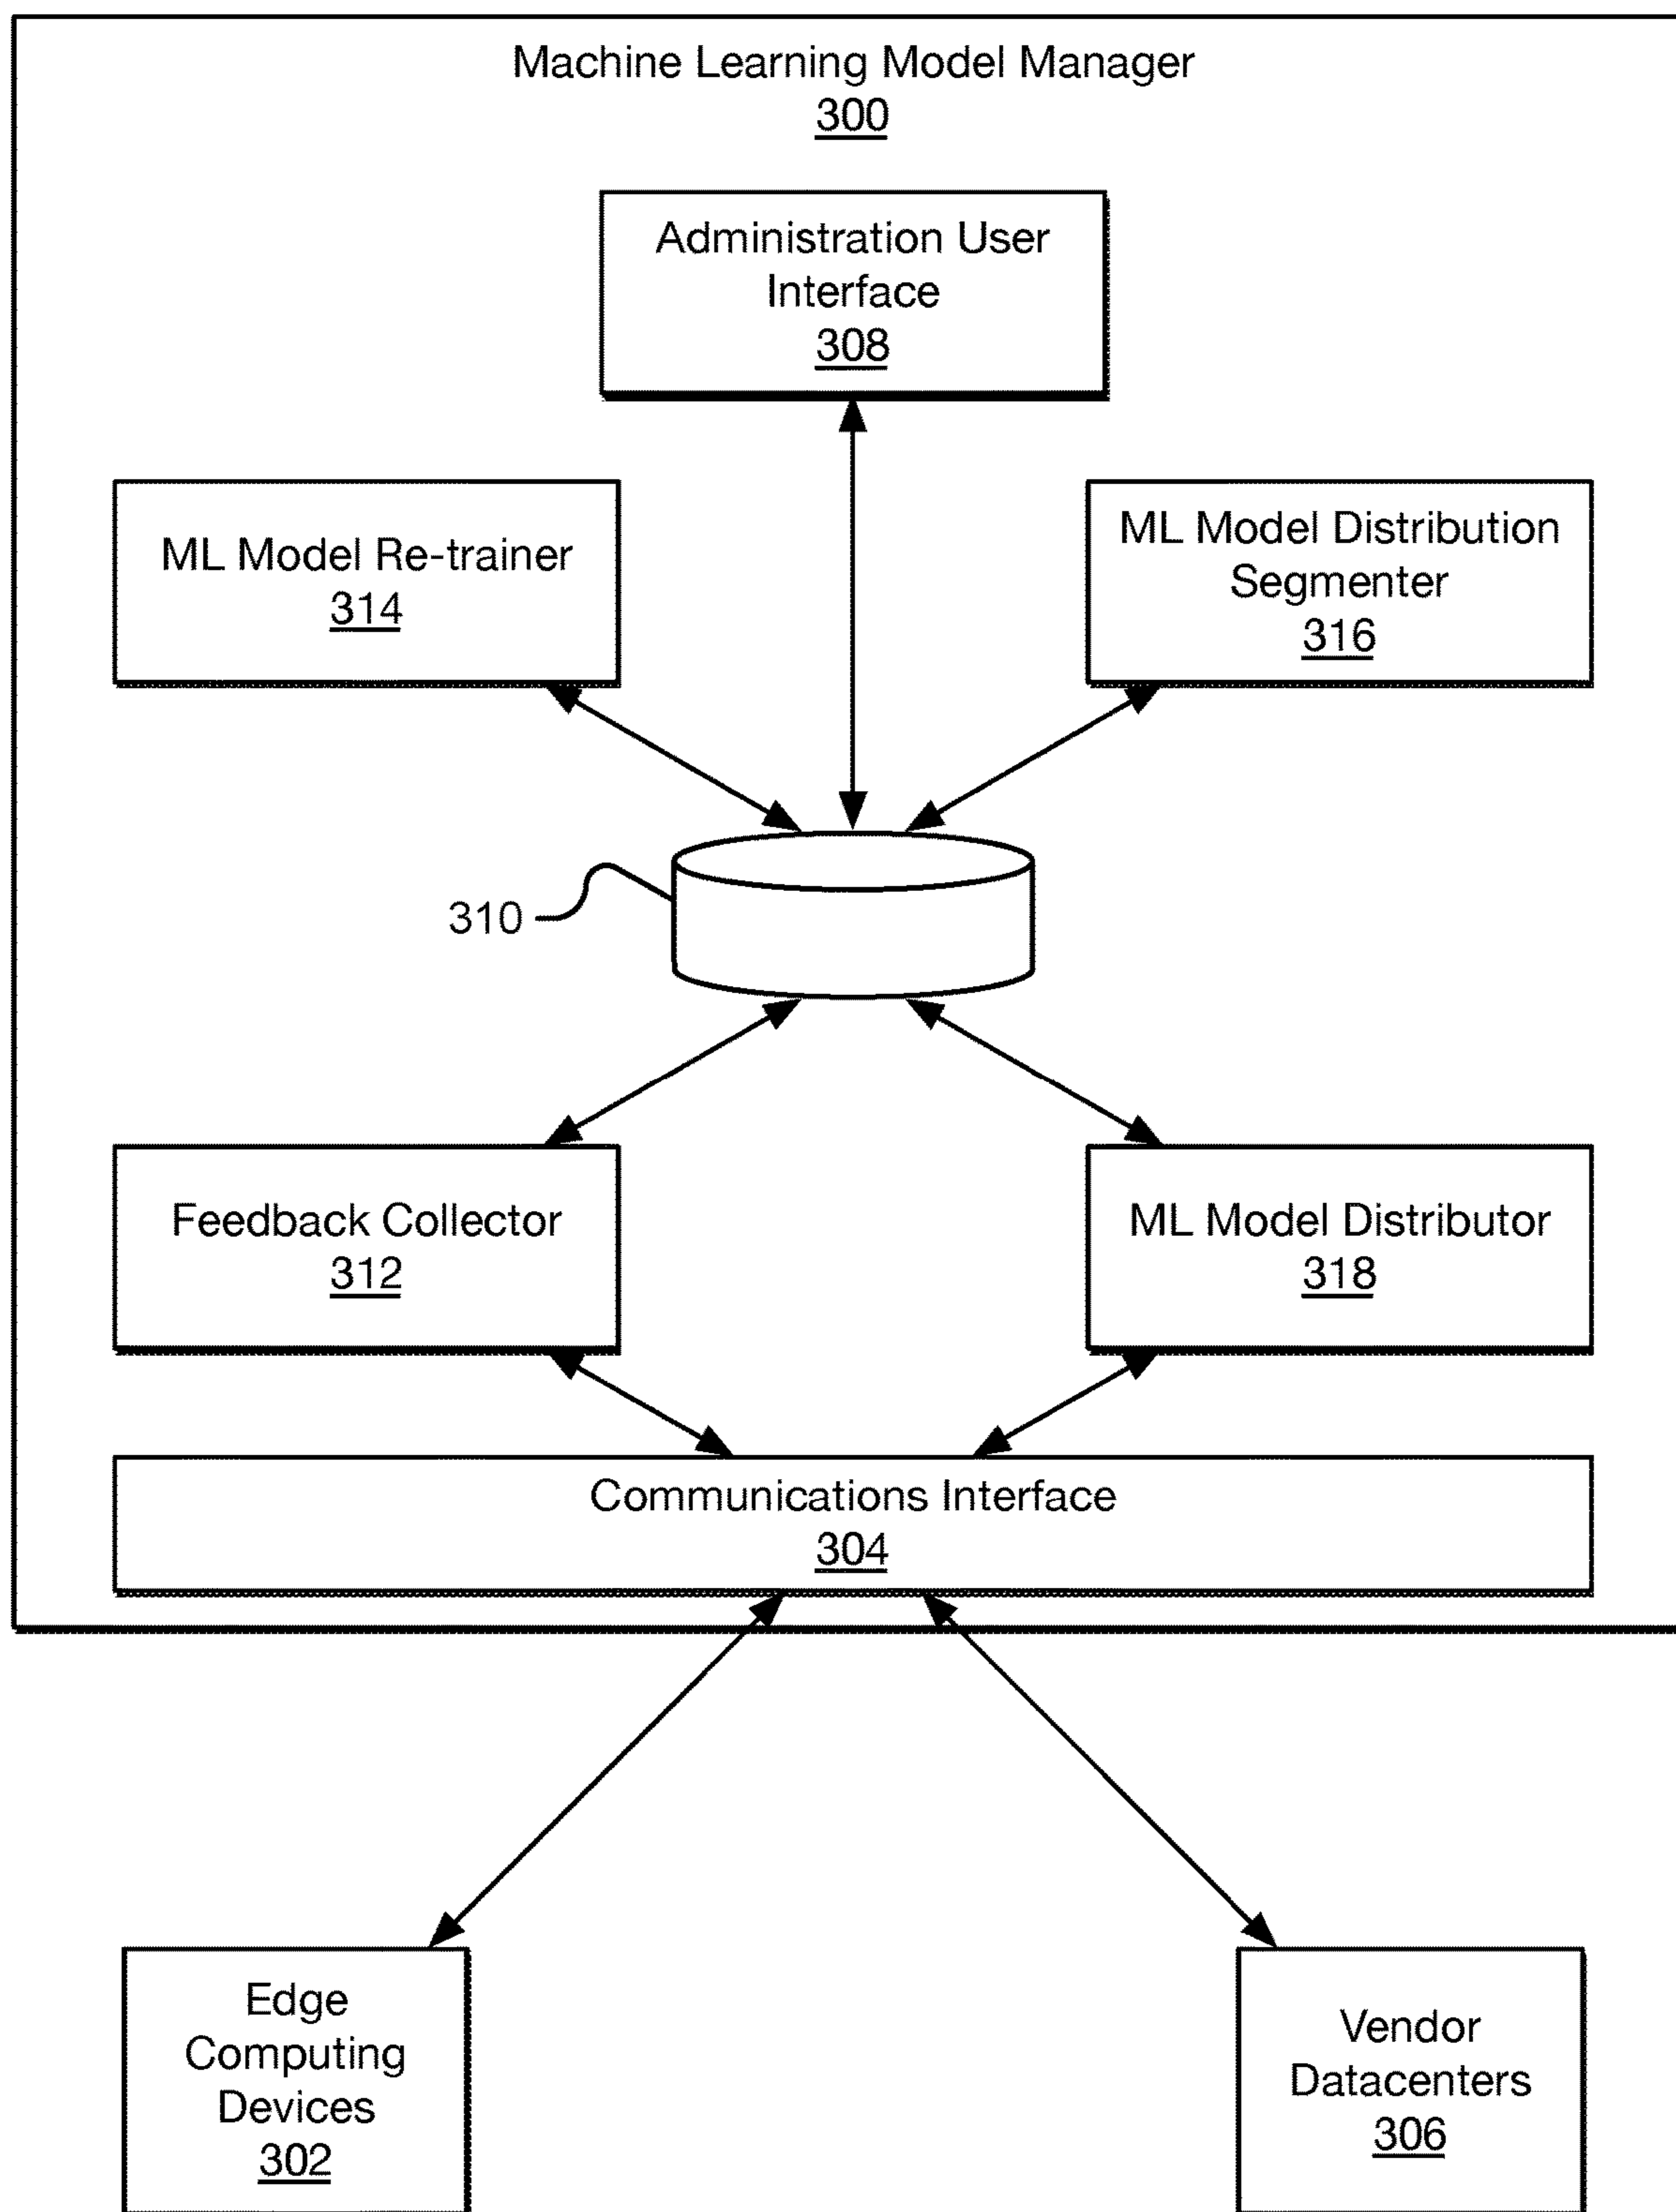 Machine Learning Model Manager
300
Administration User
Interface
308
ML Model Re-trainer
314
ML Model Distribution
Segmenter
316
310
Feedback Collector
312
ML Model Distributor
318
Communications Interface
304
Edge
Computing
Devices
302
Vendor
Datacenters
306